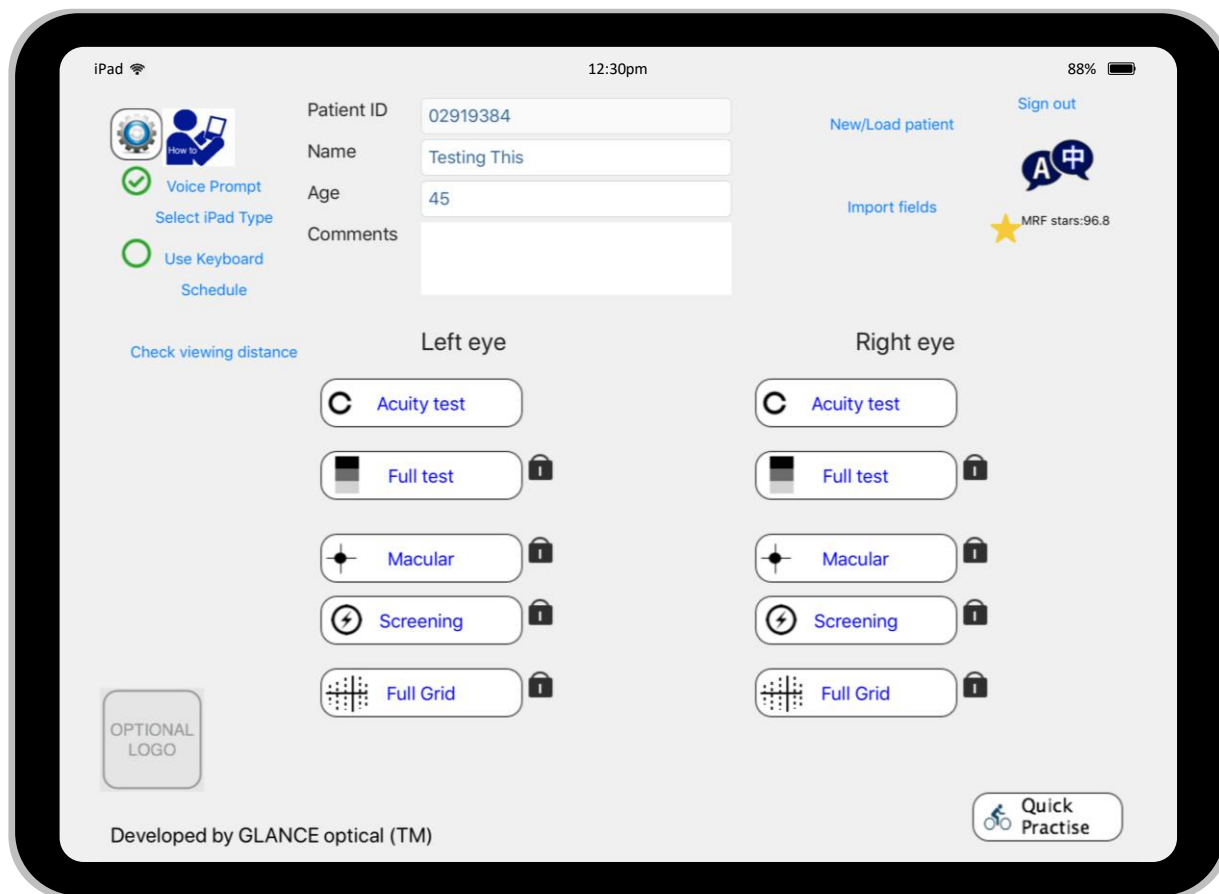 iPad 12:30pm 88%
Sign out
Patient ID 02919384 New/Load patient
How to
Name Testing This
A 中
Voice Prompt
Age 45 Import fields
Select iPad Type
MRF stars:96.8
Comments
Use Keyboard
Schedule
Check viewing distance Left eye Right eye
Acuity test Acuity test
Full test Full test
Macular Macular
Screening Screening
Full Grid Full Grid
OPTIONAL
LOGO
Quick
Practise
Developed by GLANCE optical (TM)